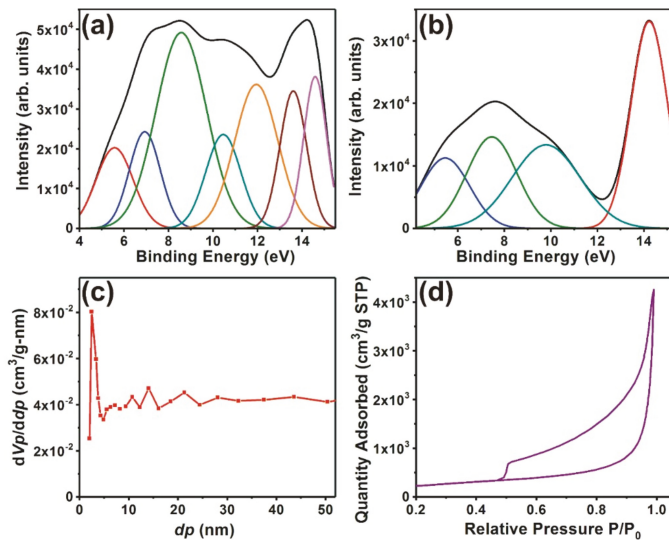 (a)
Intensity (arb. units)
5x10⁴
4x10⁴
3x10⁴
2x10⁴
1x10⁴
0
4 6 8 10 12 14
Binding Energy (eV)
(b)
Intensity (arb. units)
3x10⁴
2x10⁴
1x10⁴
0
6 8 10 12 14
Binding Energy (eV)
(c)
dVp/ddp (cm³/g-nm)
8x10⁻²
6x10⁻²
4x10⁻²
2x10⁻²
0
0 10 20 30 40 50
dp (nm)
(d)
Quantity Adsorbed (cm³/g STP)
4x10³
3x10³
2x10³
1x10³
0
0.2 0.4 0.6 0.8 1.0
Relative Pressure P/P₀